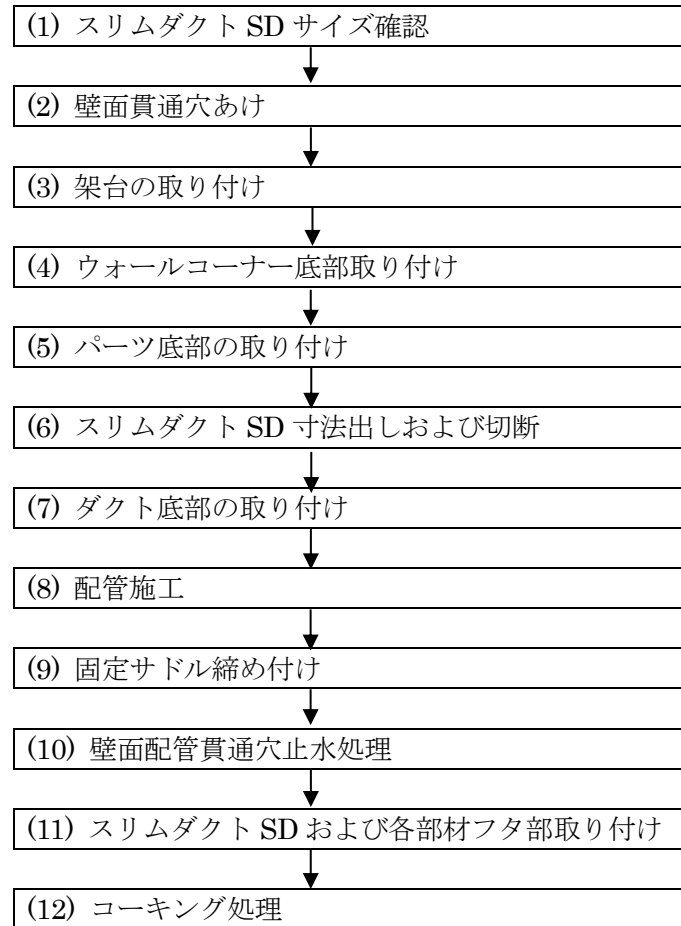 (1) スリムダクト SD サイズ確認
(2) 壁面貫通穴あけ
(3) 架台の取り付け
(4) ウォールコーナー底部取り付け
(5) パーツ底部の取り付け
(6) スリムダクト SD 寸法出しおよび切断
(7) ダクト底部の取り付け
(8) 配管施工
(9) 固定サドル締め付け
(10) 壁面配管貫通穴止水処理
(11) スリムダクト SD および各部材フタ部取り付け
(12) コーキング処理